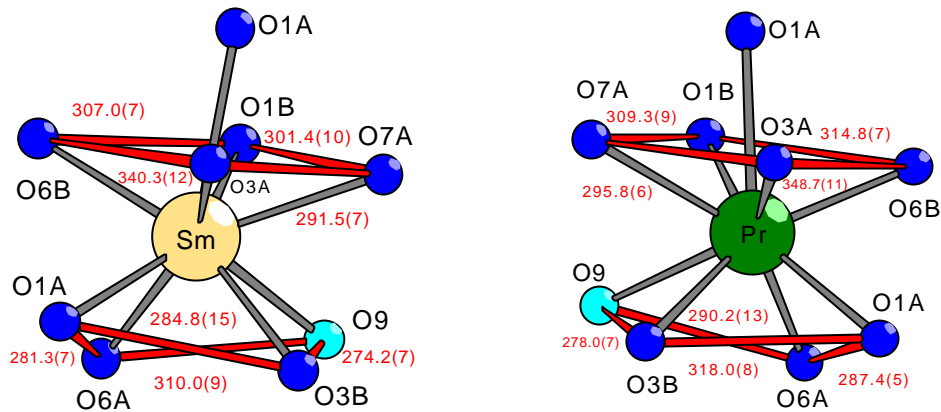 O1A
307.0(7)
O1B
301.4(10)
O7A
O6B
340.3(12)
O3A
291.5(7)
Sm
O1A
284.8(15)
O9
281.3(7)
274.2(7)
310.0(9)
O6A
O3B
O1A
O7A
O1B
309.3(9)
O3A
314.8(7)
295.8(6)
348.7(11)
O6B
Pr
O9
O1A
290.2(13)
278.0(7)
318.0(8)
287.4(5)
O3B
O6A